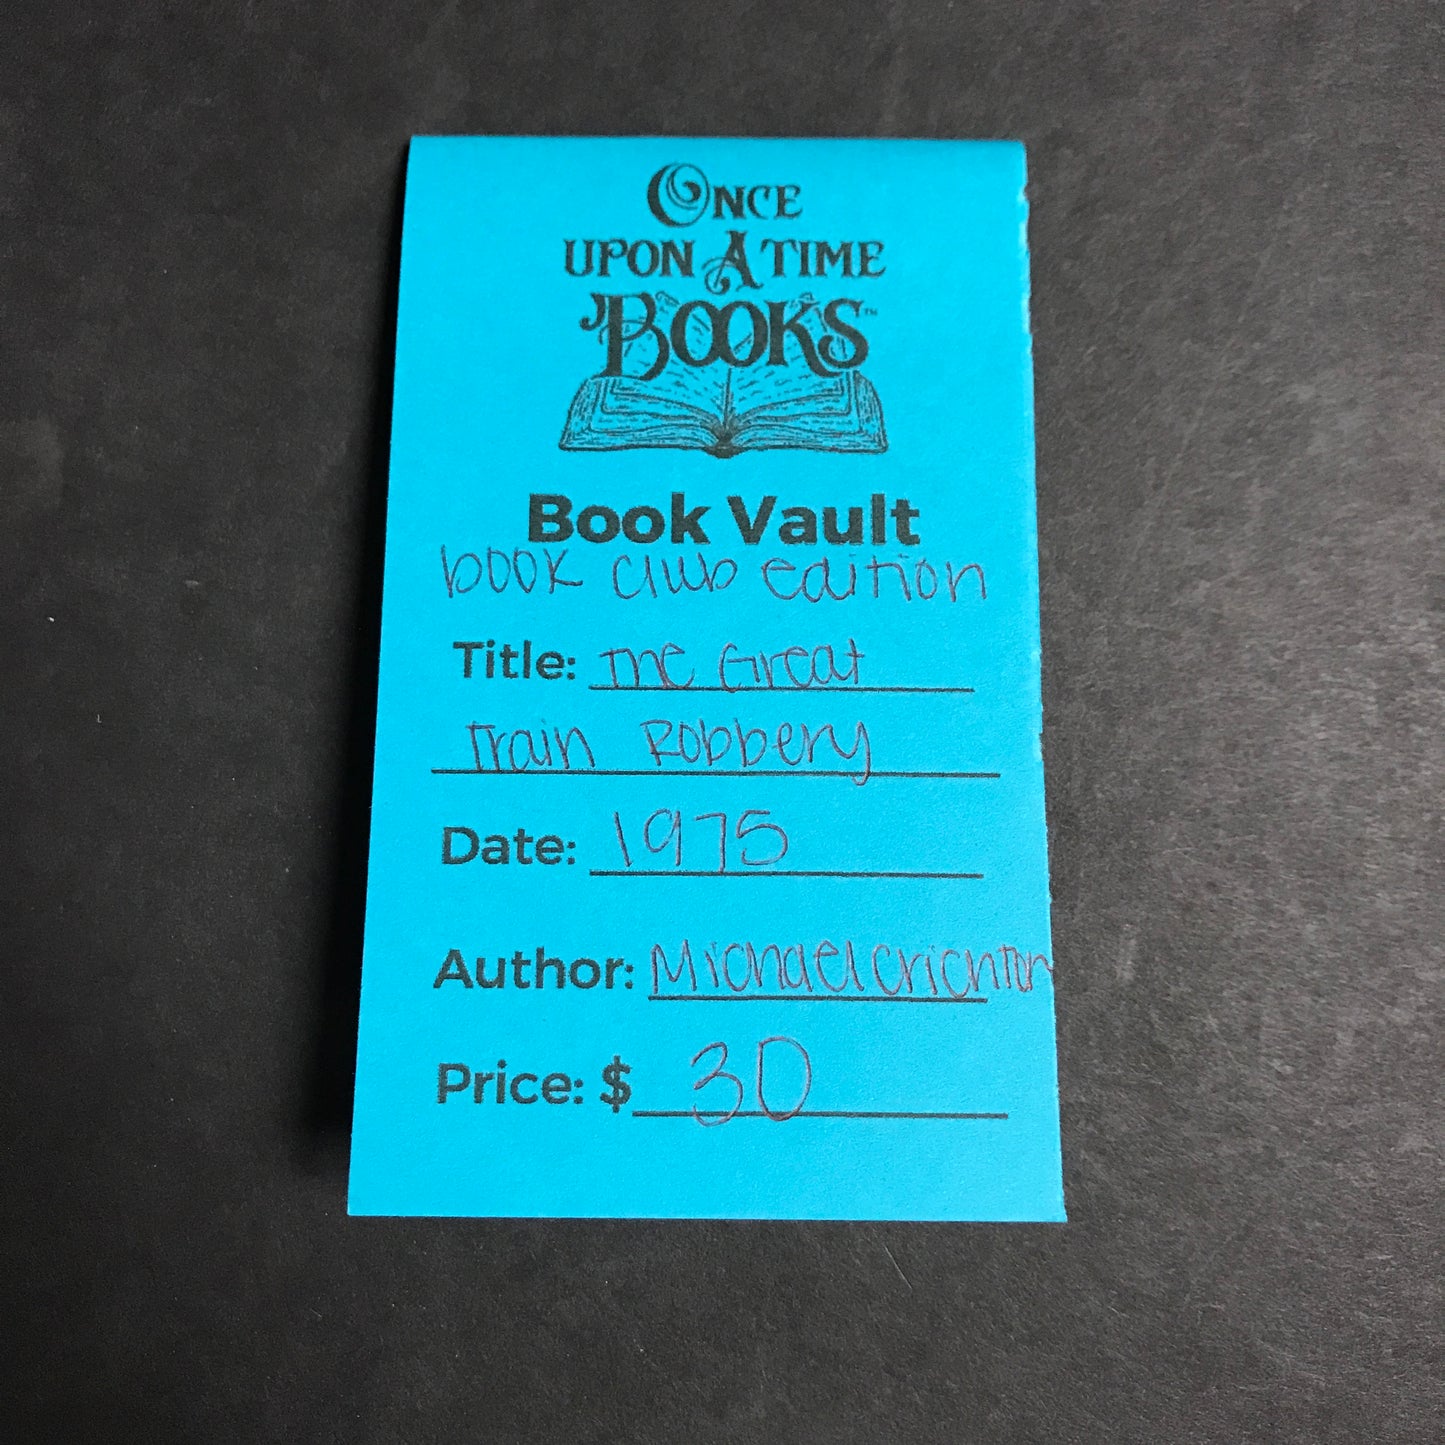 ONCE
UPON A TIME
BOOKS™
Book Vault
book club edition
Title: The Great
Train Robbery
Date: 1975
Author: Michael Crichton
Price: $ 30